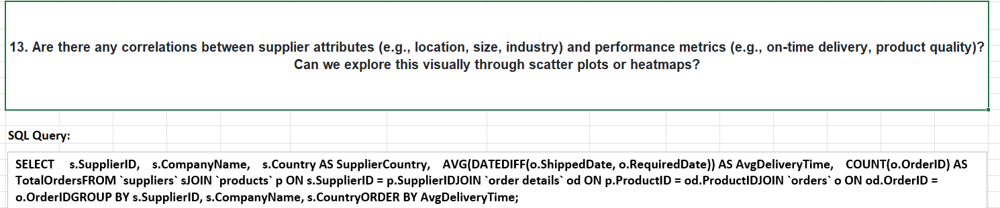 13. Are there any correlations between supplier attributes (e.g., location, size, industry) and performance metrics (e.g., on-time delivery, product quality)?
Can we explore this visually through scatter plots or heatmaps?
SQL Query:
SELECT    s.SupplierID,    s.CompanyName,    s.Country AS SupplierCountry,    AVG(DATEDIFF(o.ShippedDate, o.RequiredDate)) AS AvgDeliveryTime,    COUNT(o.OrderID) AS
TotalOrdersFROM `suppliers` sJOIN `products` p ON s.SupplierID = p.SupplierIDJOIN `order details` od ON p.ProductID = od.ProductIDJOIN `orders` o ON od.OrderID =
o.OrderIDGROUP BY s.SupplierID, s.CompanyName, s.CountryORDER BY AvgDeliveryTime;